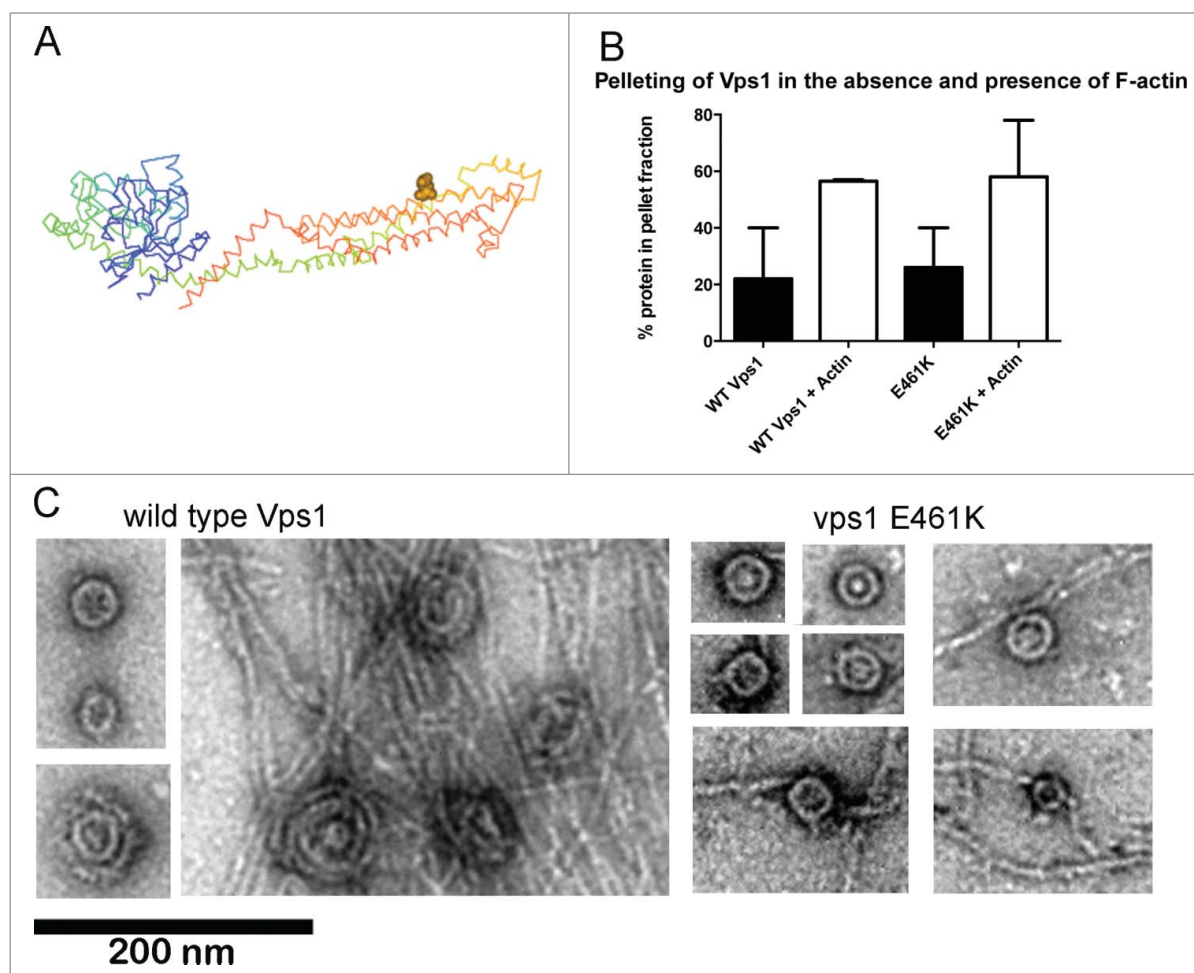 A
B
Pelleting of Vps1 in the absence and presence of F-actin
% protein in pellet fraction
80
60
40
20
0
WT Vps1
WT Vps1 + Actin
E461K
E461K + Actin
C
wild type Vps1
vps1 E461K
200 nm